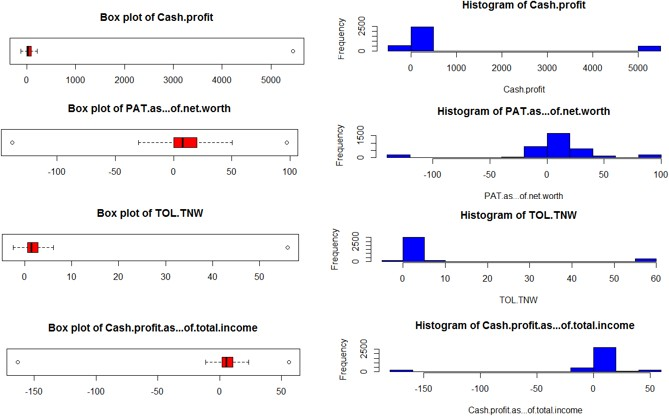 Box plot of Cash.profit
0 1000 2000 3000 4000 5000
Histogram of Cash.profit
Frequency
0 2500
0 1000 2000 3000 4000 5000
Cash.profit
Box plot of PAT.as...of.net.worth
-100 -50 0 50 100
Histogram of PAT.as...of.net.worth
Frequency
0 1500
-100 -50 0 50 100
PAT.as...of.net.worth
Box plot of TOL.TNW
0 10 20 30 40 50
Histogram of TOL.TNW
Frequency
0 2500
0 10 20 30 40 50 60
TOL.TNW
Box plot of Cash.profit.as...of.total.income
-150 -100 -50 0 50
Histogram of Cash.profit.as...of.total.income
Frequency
0 2500
-150 -100 -50 0 50
Cash.profit.as...of.total.income